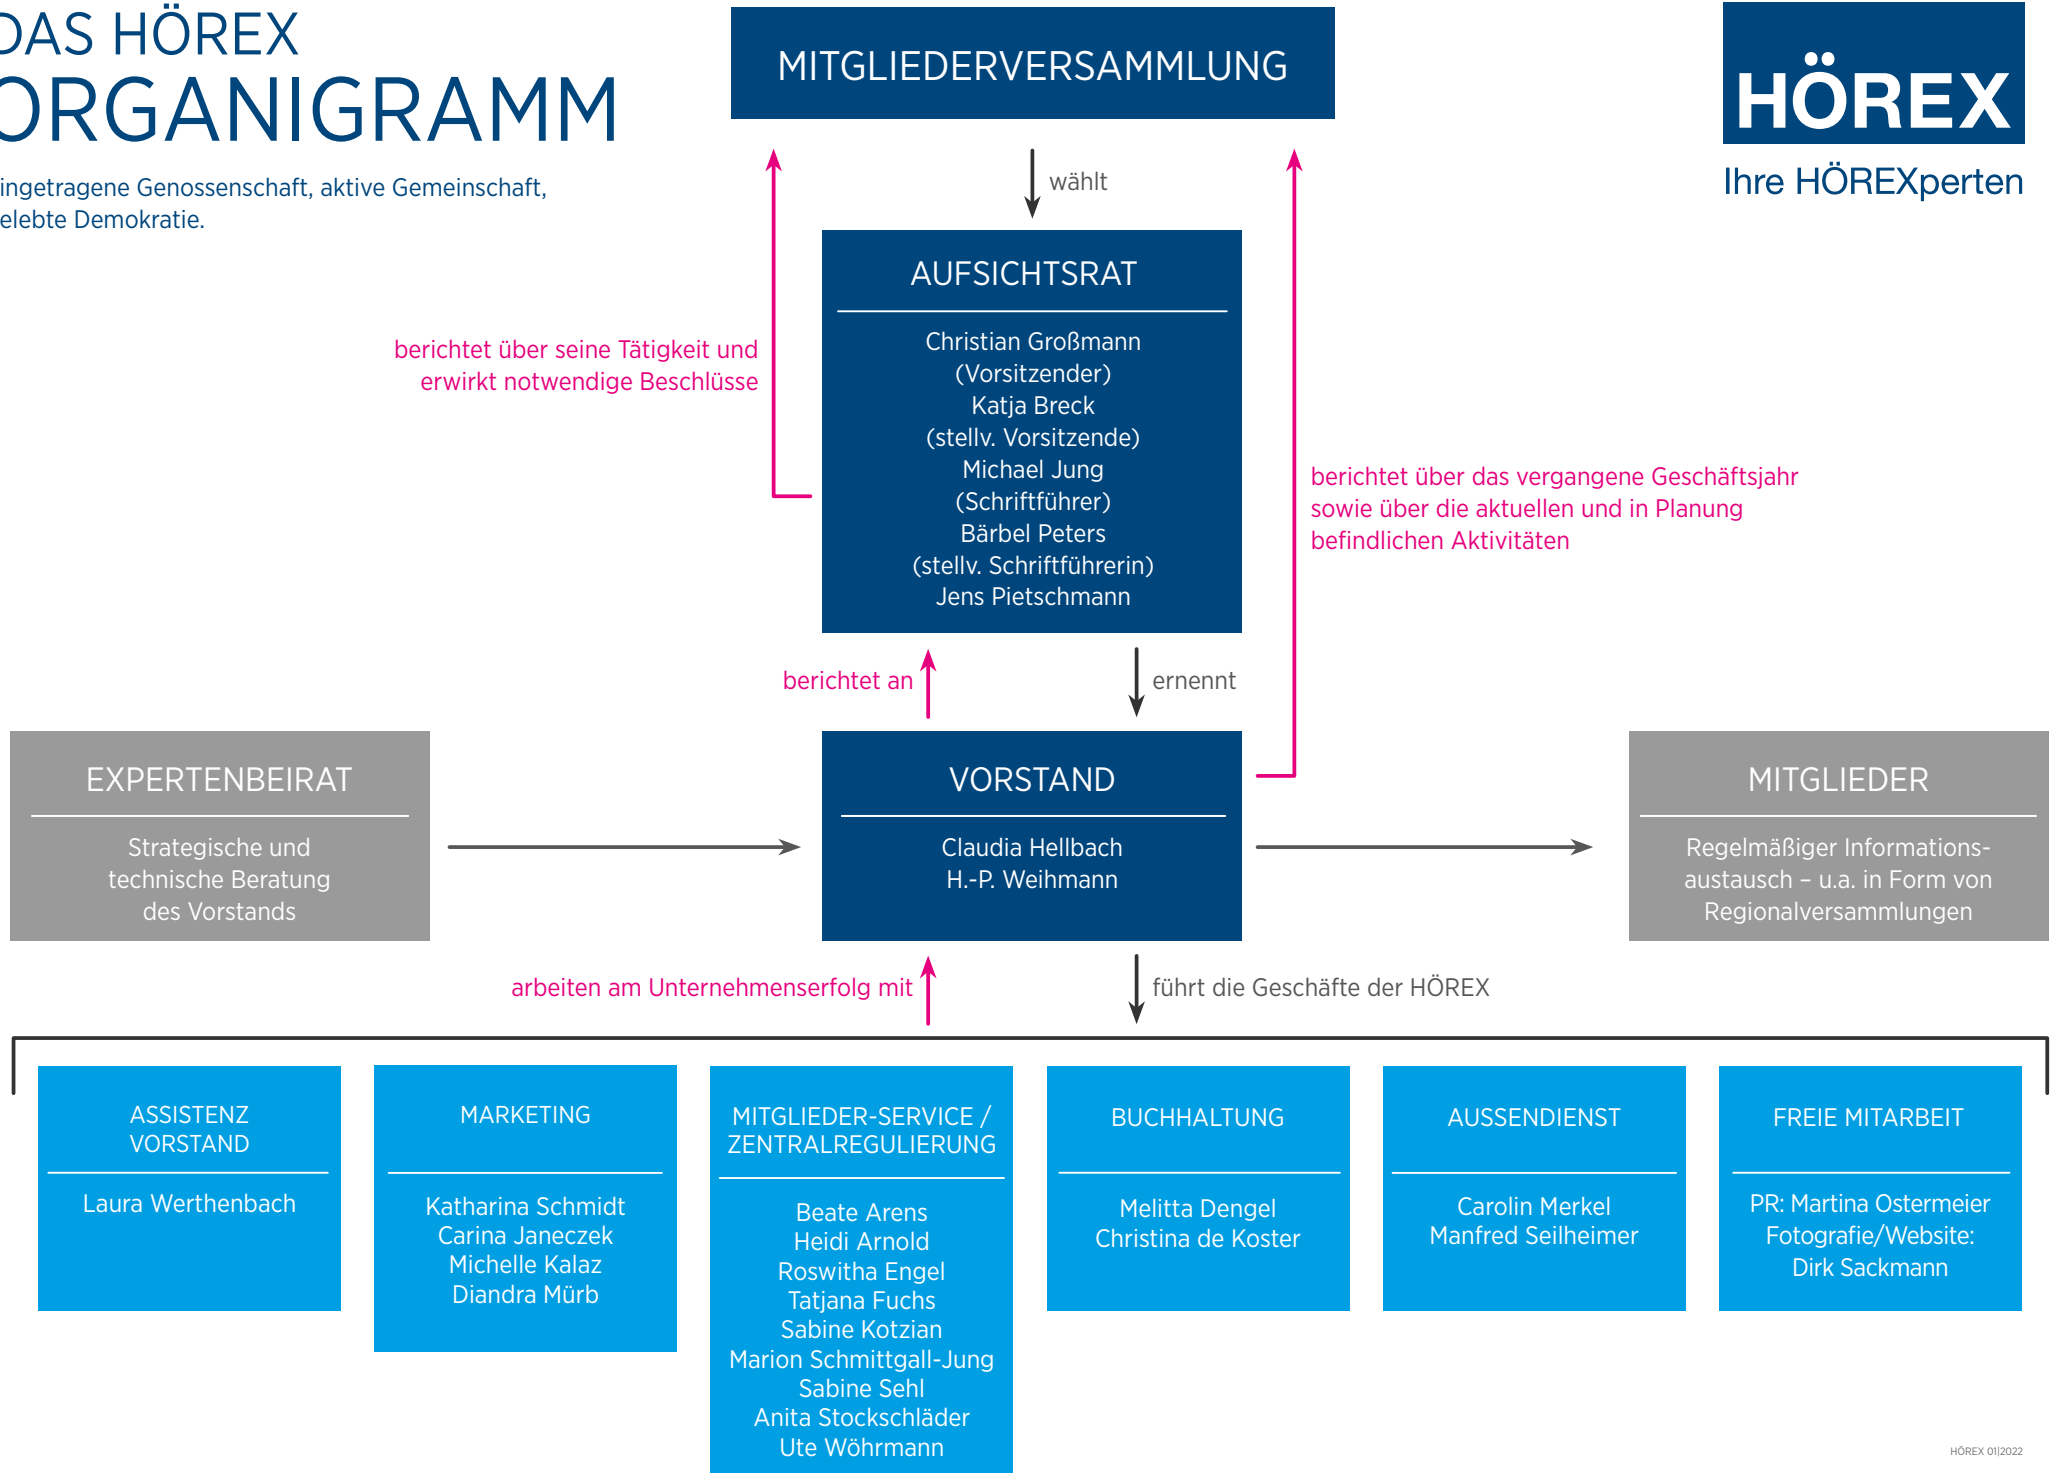 DAS HÖREX
ORGANIGRAMM
ingetragene Genossenschaft, aktive Gemeinschaft,
elebte Demokratie.
MITGLIEDERVERSAMMLUNG
HÖREX
Ihre HÖREXperten
wählt
AUFSICHTSRAT
Christian Großmann
(Vorsitzender)
Katja Breck
(stellv. Vorsitzende)
Michael Jung
(Schriftführer)
Bärbel Peters
(stellv. Schriftführerin)
Jens Pietschmann
berichtet über seine Tätigkeit und
erwirkt notwendige Beschlüsse
berichtet über das vergangene Geschäftsjahr
sowie über die aktuellen und in Planung
befindlichen Aktivitäten
berichtet an
ernennt
EXPERTENBEIRAT
Strategische und
technische Beratung
des Vorstands
VORSTAND
Claudia Hellbach
H.-P. Weihmann
MITGLIEDER
Regelmäßiger Informations-
austausch – u.a. in Form von
Regionalversammlungen
arbeiten am Unternehmenserfolg mit
führt die Geschäfte der HÖREX
ASSISTENZ
VORSTAND
Laura Werthenbach
MARKETING
Katharina Schmidt
Carina Janeczek
Michelle Kalaz
Diandra Mürb
MITGLIEDER-SERVICE /
ZENTRALREGULIERUNG
Beate Arens
Heidi Arnold
Roswitha Engel
Tatjana Fuchs
Sabine Kotzian
Marion Schmittgall-Jung
Sabine Sehl
Anita Stockschläder
Ute Wöhrmann
BUCHHALTUNG
Melitta Dengel
Christina de Koster
AUSSENDIENST
Carolin Merkel
Manfred Seilheimer
FREIE MITARBEIT
PR: Martina Ostermeier
Fotografie/Website:
Dirk Sackmann
HÖREX 01|2022